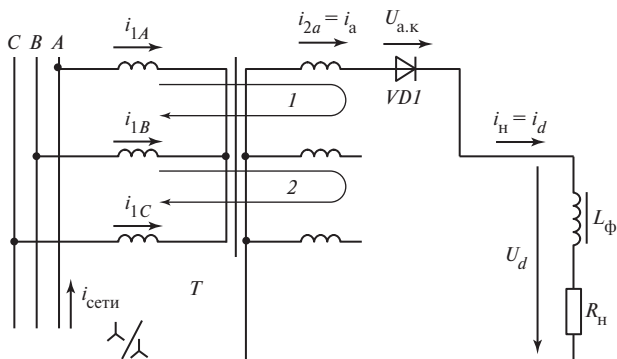 C B A
i1A
i2a = ia
Uа.к
VD1
1
iн = id
i1B
2
i1C
Lф
Ud
T
iсети
Rн